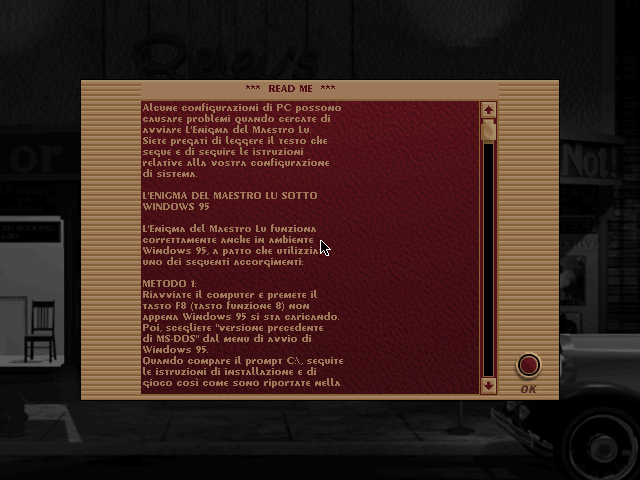 *** READ ME ***
Alcune configurazioni di PC possono
causare problemi quando cercate di
avviare L'Enigma del Maestro Lu.
Siete pregati di leggere il testo che
segue e di seguire le istruzioni
relative alla vostra configurazione
di sistema.
L'ENIGMA DEL MAESTRO LU SOTTO
WINDOWS 95
L'Enigma del Maestro Lu funziona
correttamente anche in ambiente
Windows 95, a patto che utilizzia
uno dei seguenti accorgimenti:
METODO 1:
Riavviate il computer e premete il
tasto F8 (tasto funzione 8) non
appena Windows 95 si sta caricando.
Poi, scegliete "versione precedente
di MS-DOS" dal menu di avvio di
Windows 95.
Quando compare il prompt C:\, seguite
le istruzioni di installazione e di
gioco così come sono riportate nella
OK
Not!
or